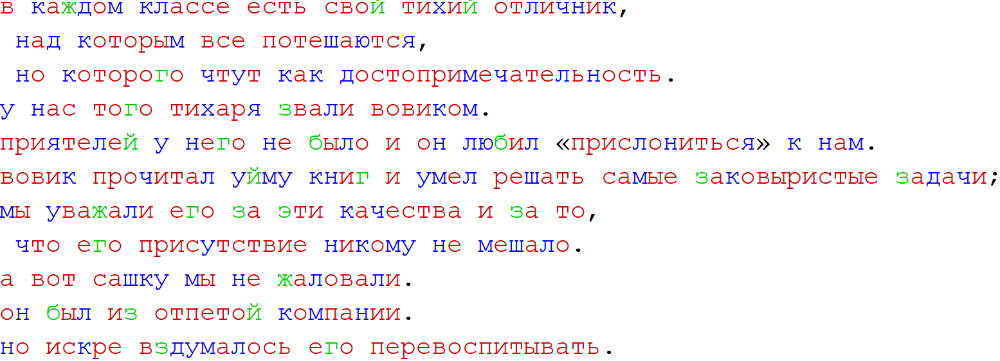 в каждом классе есть свой тихий отличник,
над которым все потешаются,
но которого чтут как достопримечательность.
у нас того тихаря звали вовиком.
приятелей у него не было и он любил «прислониться» к нам.
вовик прочитал уйму книг и умел решать самые заковыристые задачи;
мы уважали его за эти качества и за то,
что его присутствие никому не мешало.
а вот сашку мы не жаловали.
он был из отпетой компании.
но искре вздумалось его перевоспитывать.